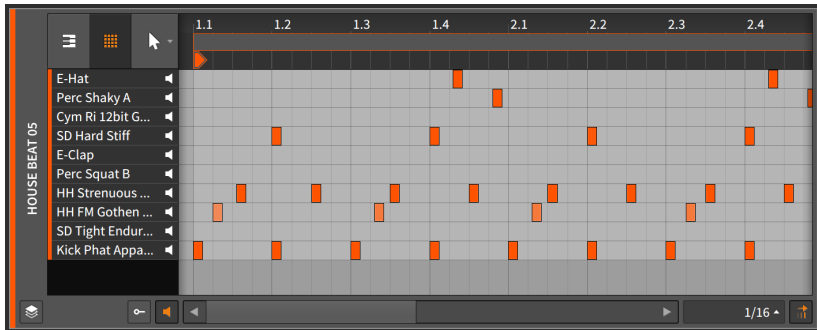 1.1 1.2 1.3 1.4 2.1 2.2 2.3 2.4
HOUSE BEAT 05
E-Hat
Perc Shaky A
Cym Ri 12bit G...
SD Hard Stiff
E-Clap
Perc Squat B
HH Strenuous ...
HH FM Gothen ...
SD Tight Endur...
Kick Phat Appa...
1/16